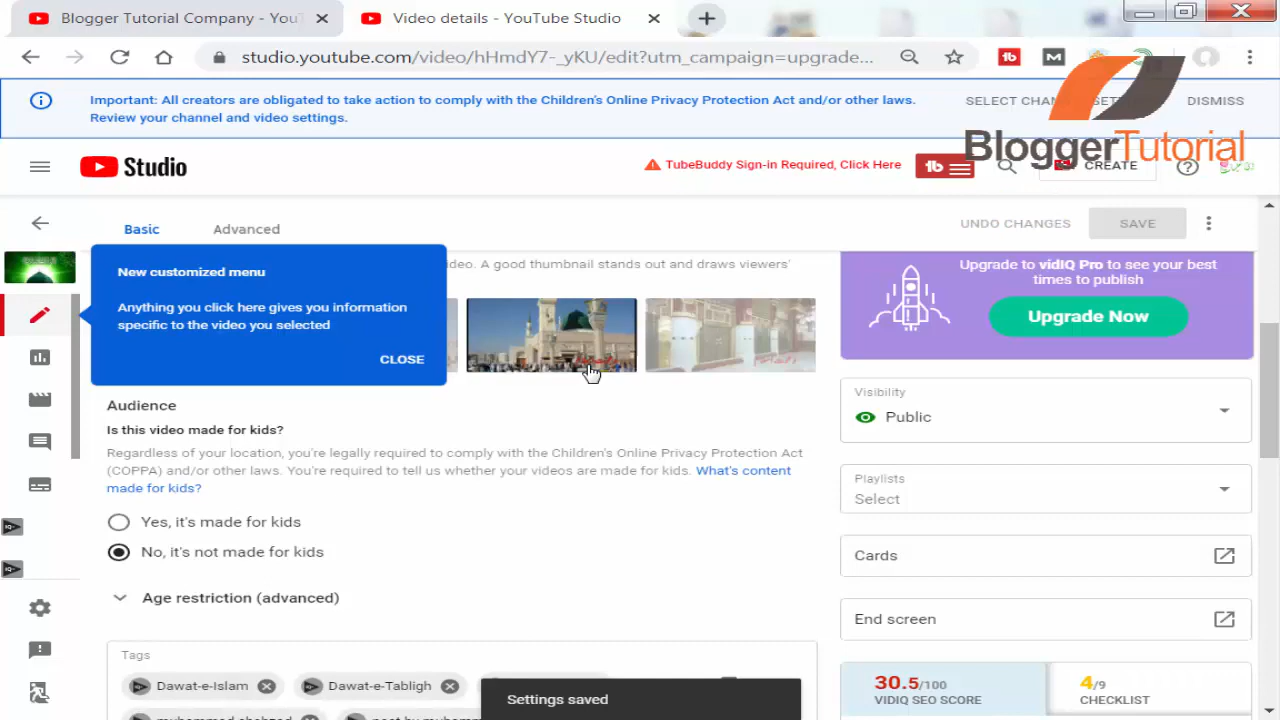 Blogger Tutorial Company - You
Video details - YouTube Studio
studio.youtube.com/video/hHmdY7-_yKU/edit?utm_campaign=upgrade...
Important: All creators are obligated to take action to comply with the Children's Online Privacy Protection Act and/or other laws.
Review your channel and video settings.
SELECT CHAN
DISMISS
BloggerTutorial
Studio
TubeBuddy Sign-in Required, Click Here
CREATE
Basic
Advanced
UNDO CHANGES
SAVE
New customized menu
Anything you click here gives you information
specific to the video you selected
CLOSE
deo. A good thumbnail stands out and draws viewers'
Upgrade to vidIQ Pro to see your best
times to publish
Upgrade Now
Audience
Is this video made for kids?
Regardless of your location, you're legally required to comply with the Children's Online Privacy Protection Act
(COPPA) and/or other laws. You're required to tell us whether your videos are made for kids. What's content
made for kids?
Yes, it's made for kids
No, it's not made for kids
Age restriction (advanced)
Visibility
Public
Playlists
Select
Cards
End screen
Tags
Dawat-e-Islam
Dawat-e-Tabligh
Settings saved
30.5/100
VIDIQ SEO SCORE
4/9
CHECKLIST